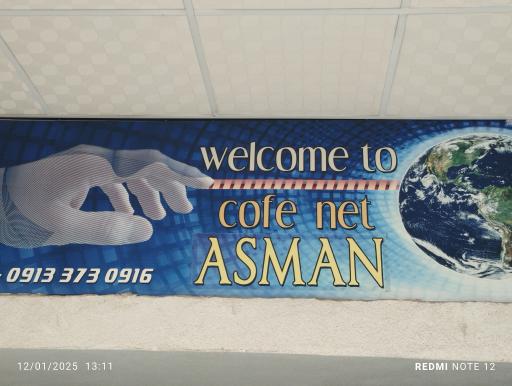 welcome to
cofe net
ASMAN
0913 373 0916
12/01/2025 13:11
REDMI NOTE 12